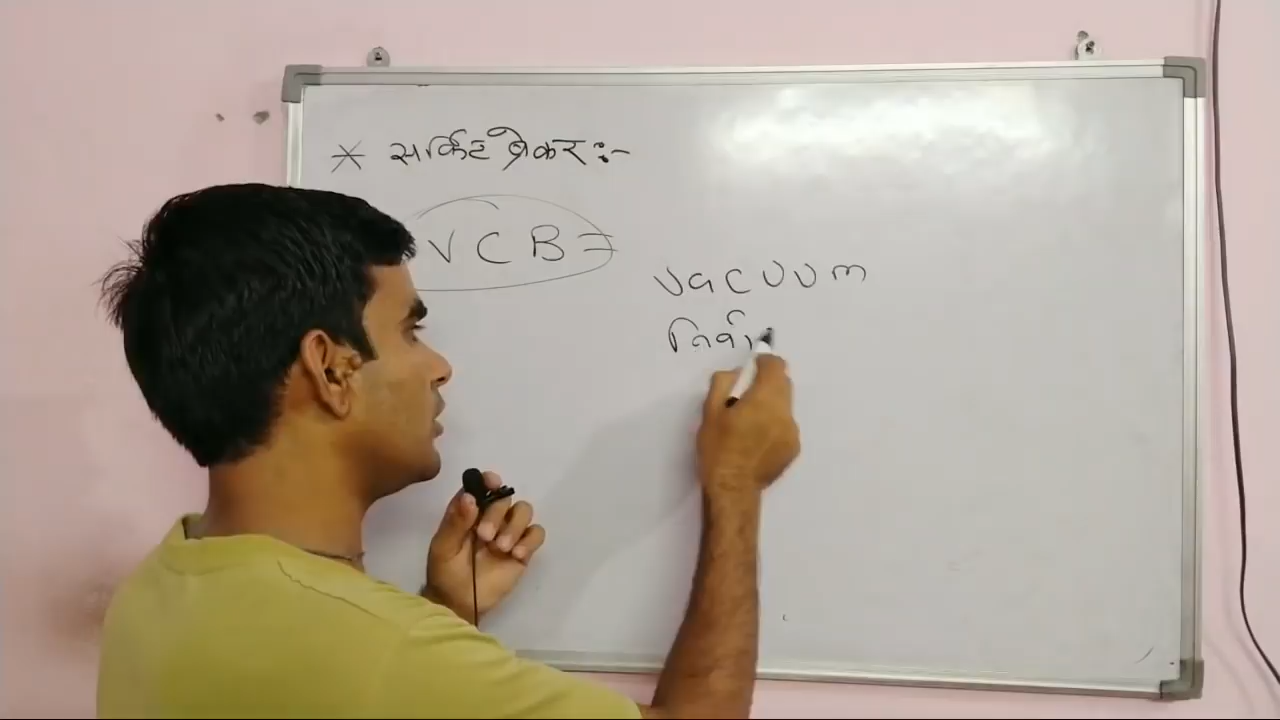 * सर्किट ब्रेकर :-
VCB =
vacuum
निर्वा